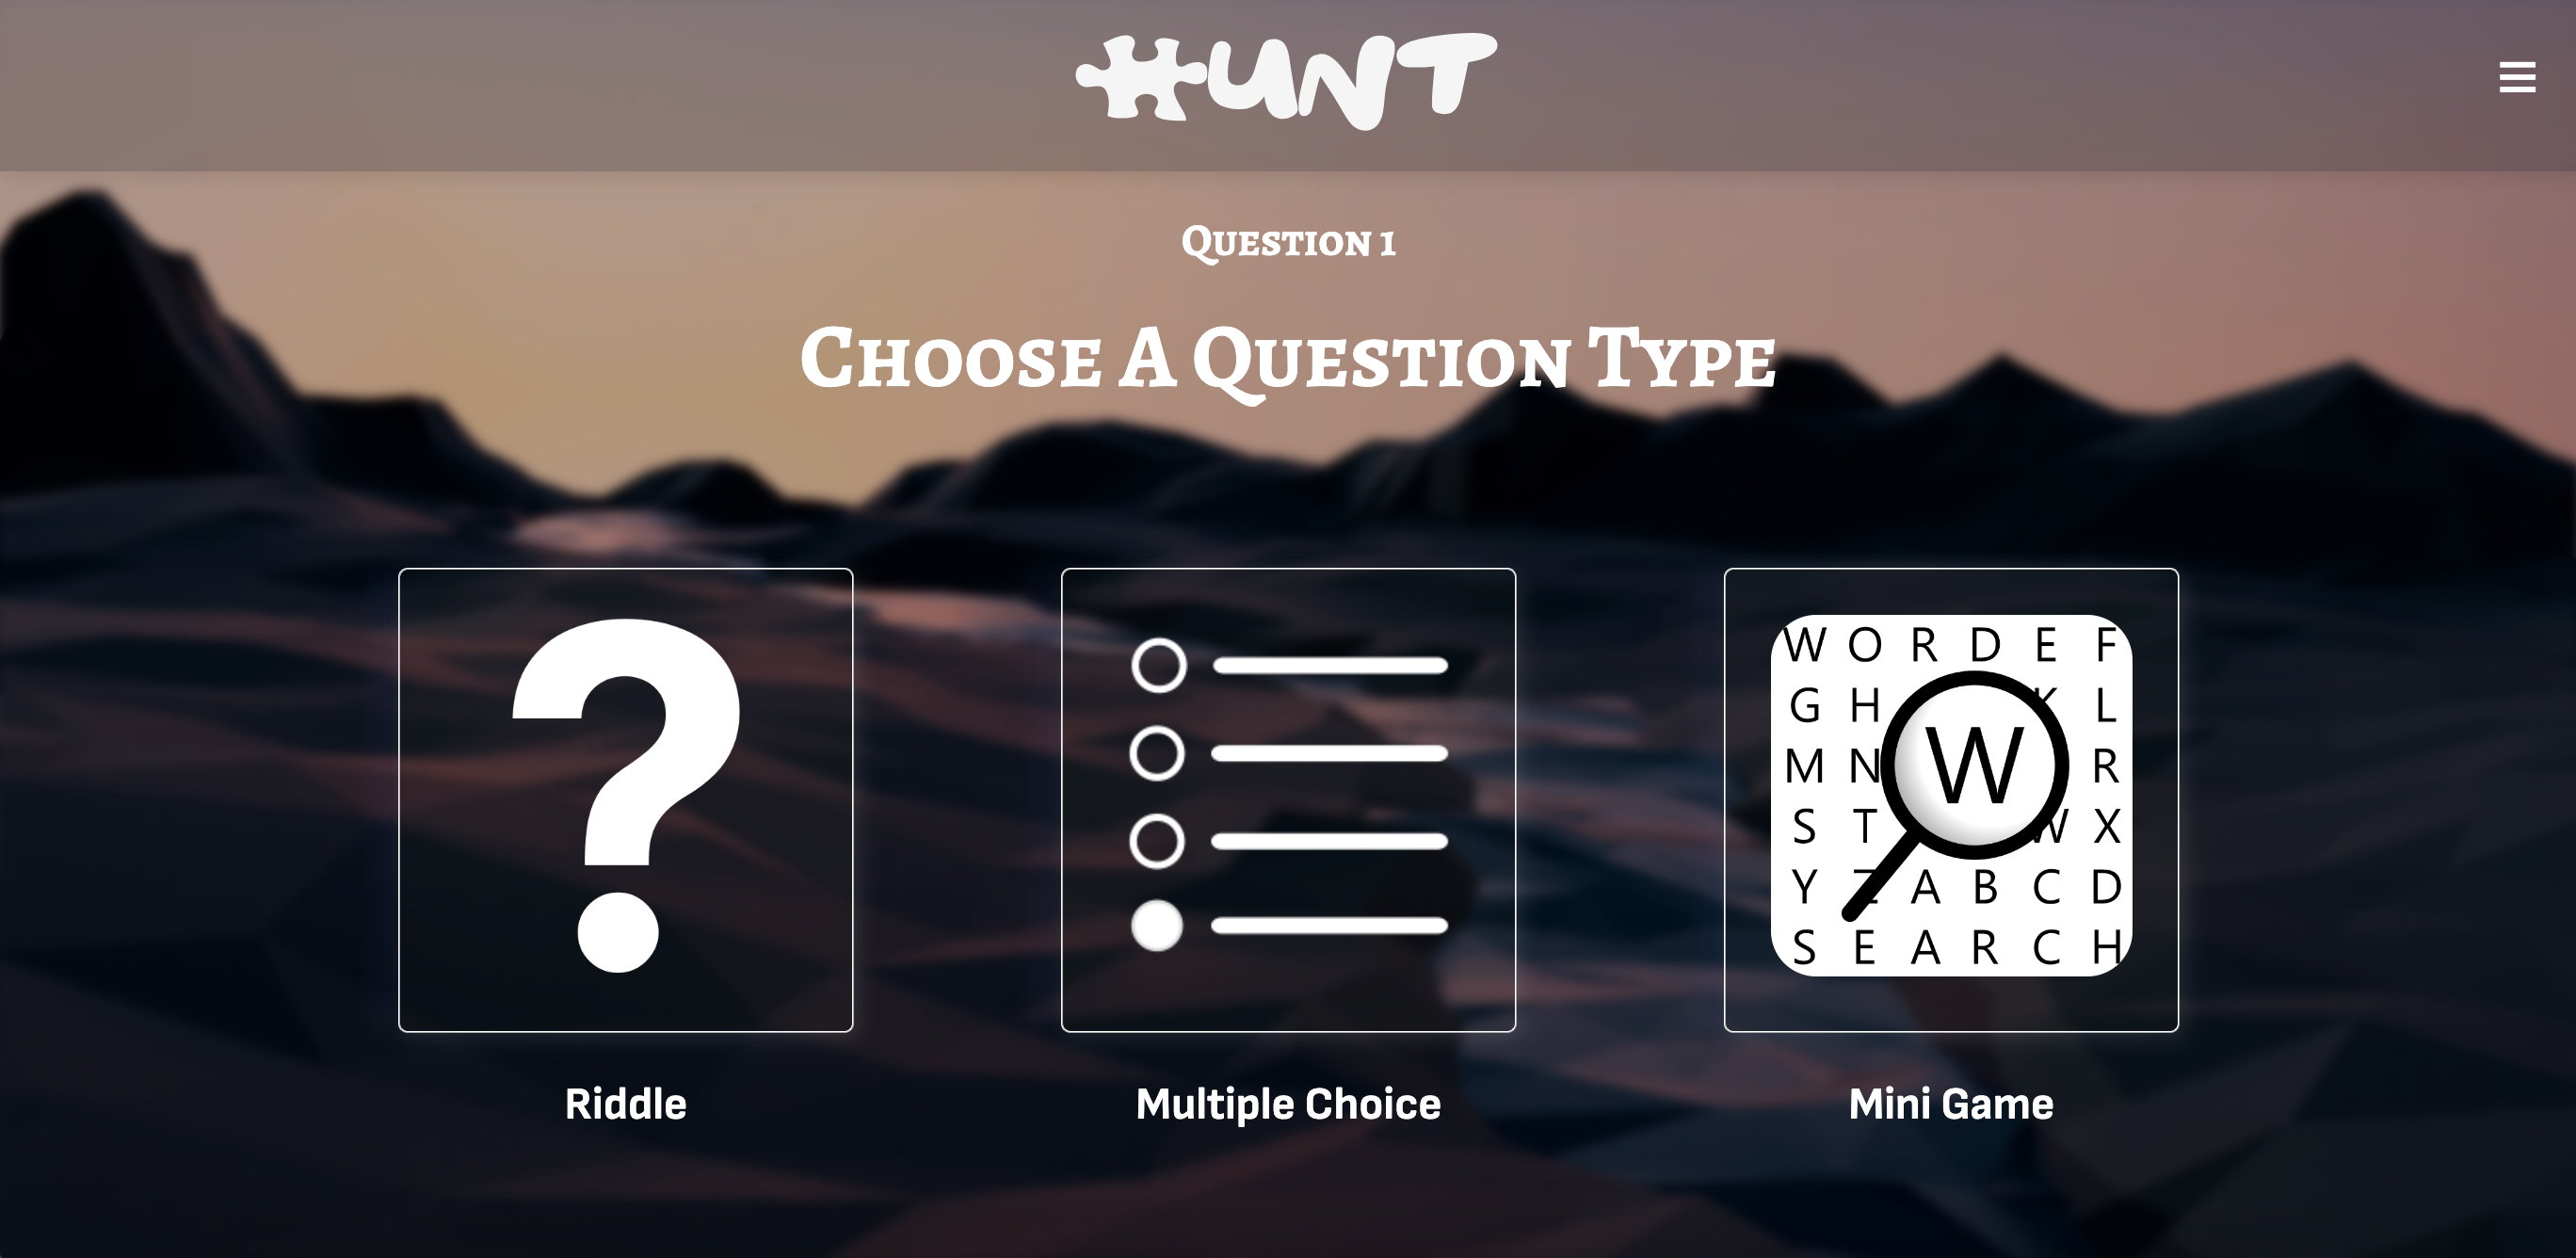 HUNT
Question 1
Choose A Question Type
W O R D E F
G H K L
W
M N R
S T W X
Y Z A B C D
S E A R C H
Riddle
Multiple Choice
Mini Game